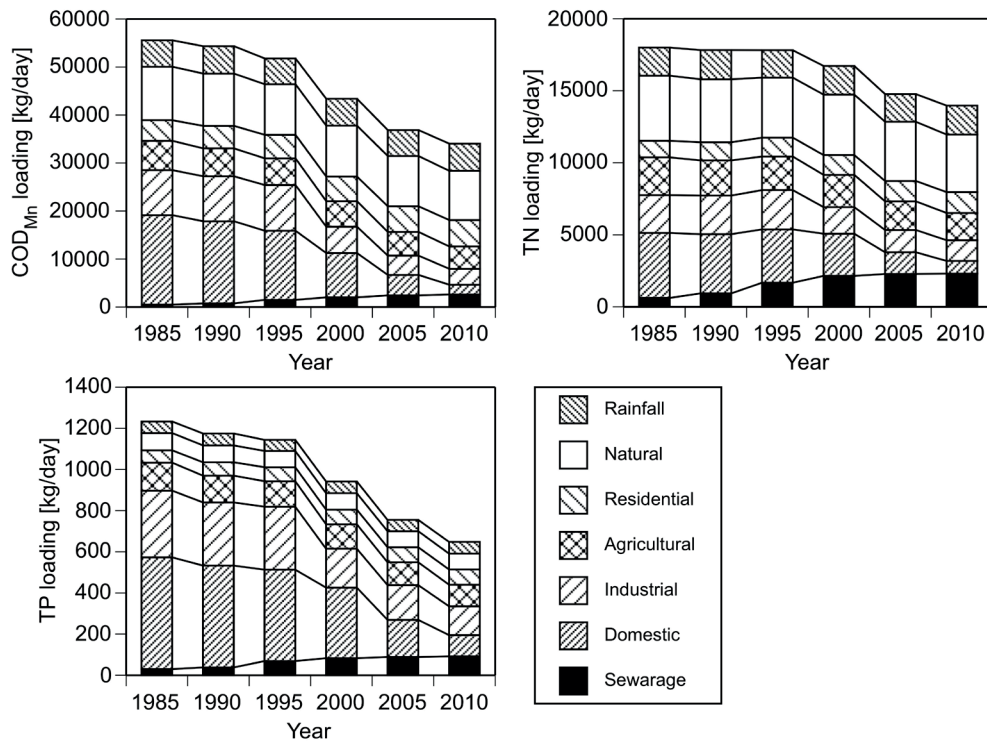 60000
50000
40000
30000
20000
10000
0
COD_Mn loading [kg/day]
1985 1990 1995 2000 2005 2010
Year
20000
15000
10000
5000
0
TN loading [kg/day]
1985 1990 1995 2000 2005 2010
Year
1400
1200
1000
800
600
400
200
0
TP loading [kg/day]
1985 1990 1995 2000 2005 2010
Year
Rainfall
Natural
Residential
Agricultural
Industrial
Domestic
Sewarage